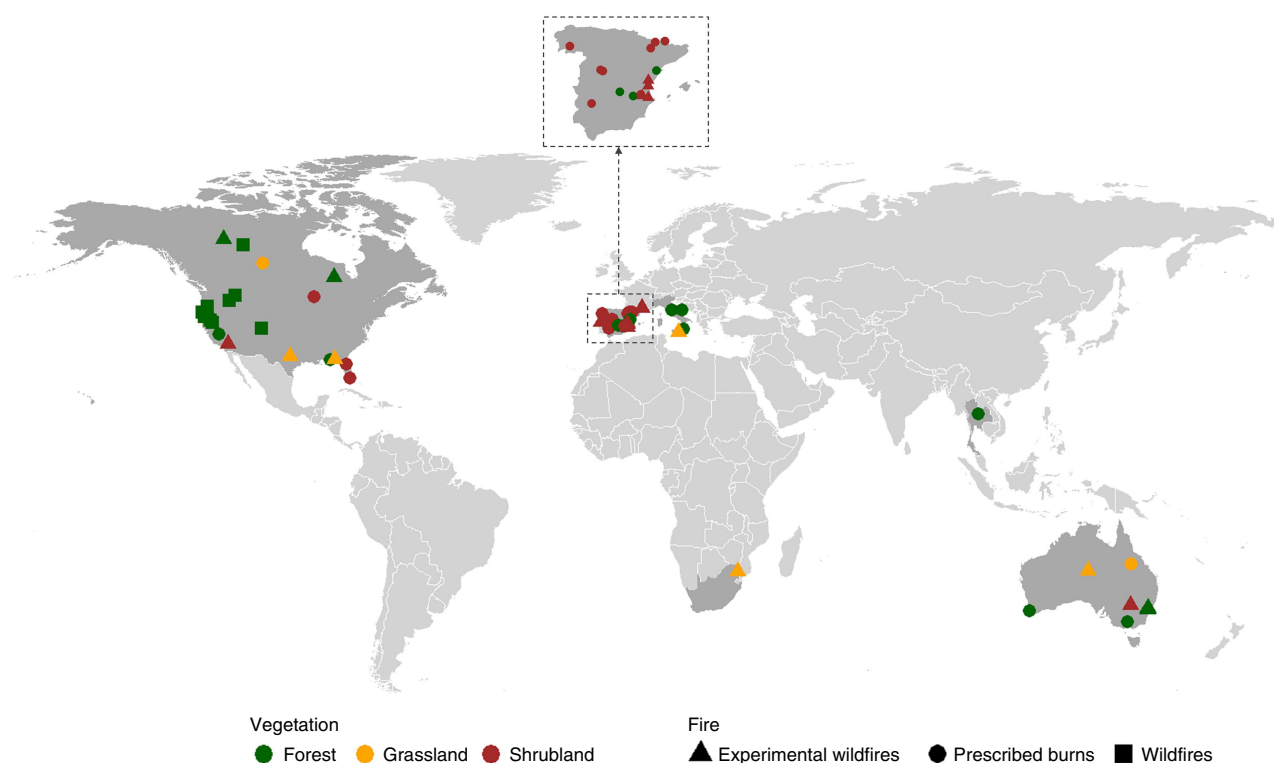 Vegetation
Fire
Forest Grassland Shrubland
Experimental wildfires Prescribed burns Wildfires